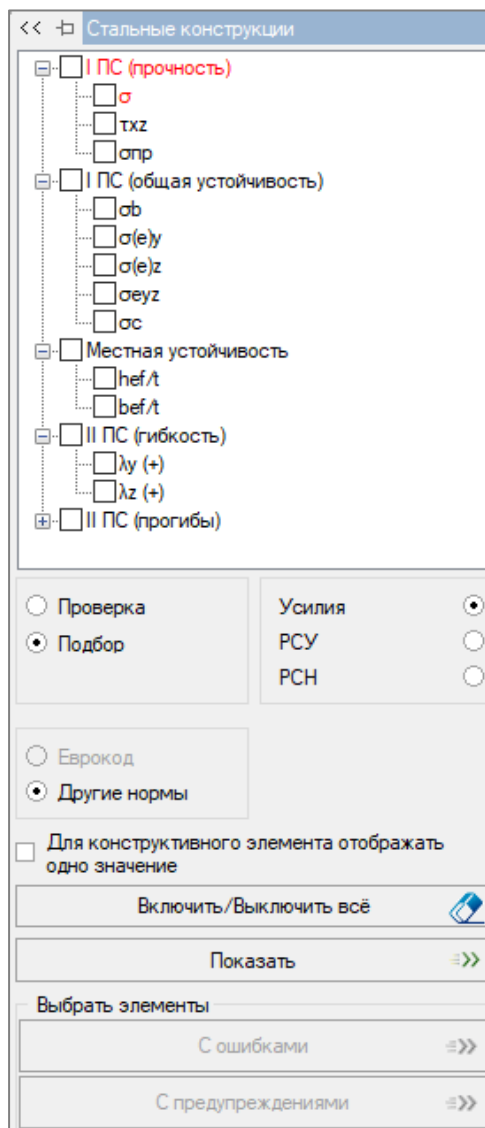 << Стальные конструкции
I ПС (прочность)
σ
τxz
σпр
I ПС (общая устойчивость)
σb
σ(e)y
σ(e)z
σeyz
σc
Местная устойчивость
hef/t
bef/t
II ПС (гибкость)
λy (+)
λz (+)
II ПС (прогибы)
Проверка
Подбор
Усилия
РСУ
РСН
Еврокод
Другие нормы
Для конструктивного элемента отображать
одно значение
Включить/Выключить всё
Показать
Выбрать элементы
С ошибками
С предупреждениями